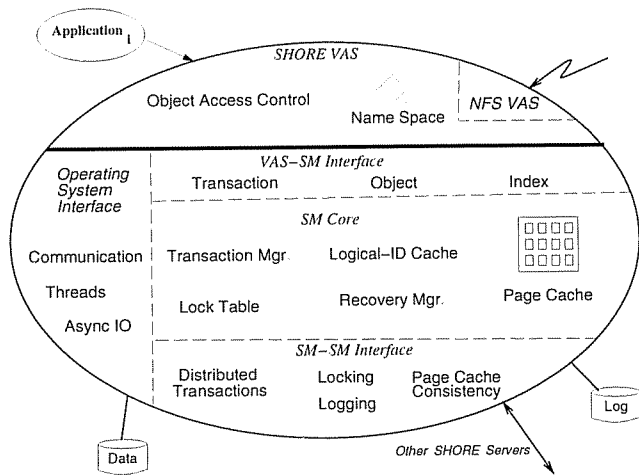 Application i
SHORE VAS
Object Access Control
Name Space
NFS VAS
VAS-SM Interface
Transaction Object Index
Operating
System
Interface
Communication
Threads
Async IO
SM Core
Transaction Mgr. Logical-ID Cache
Lock Table Recovery Mgr. Page Cache
SM-SM Interface
Distributed
Transactions
Locking
Logging
Page Cache
Consistency
Data
Log
Other SHORE Servers